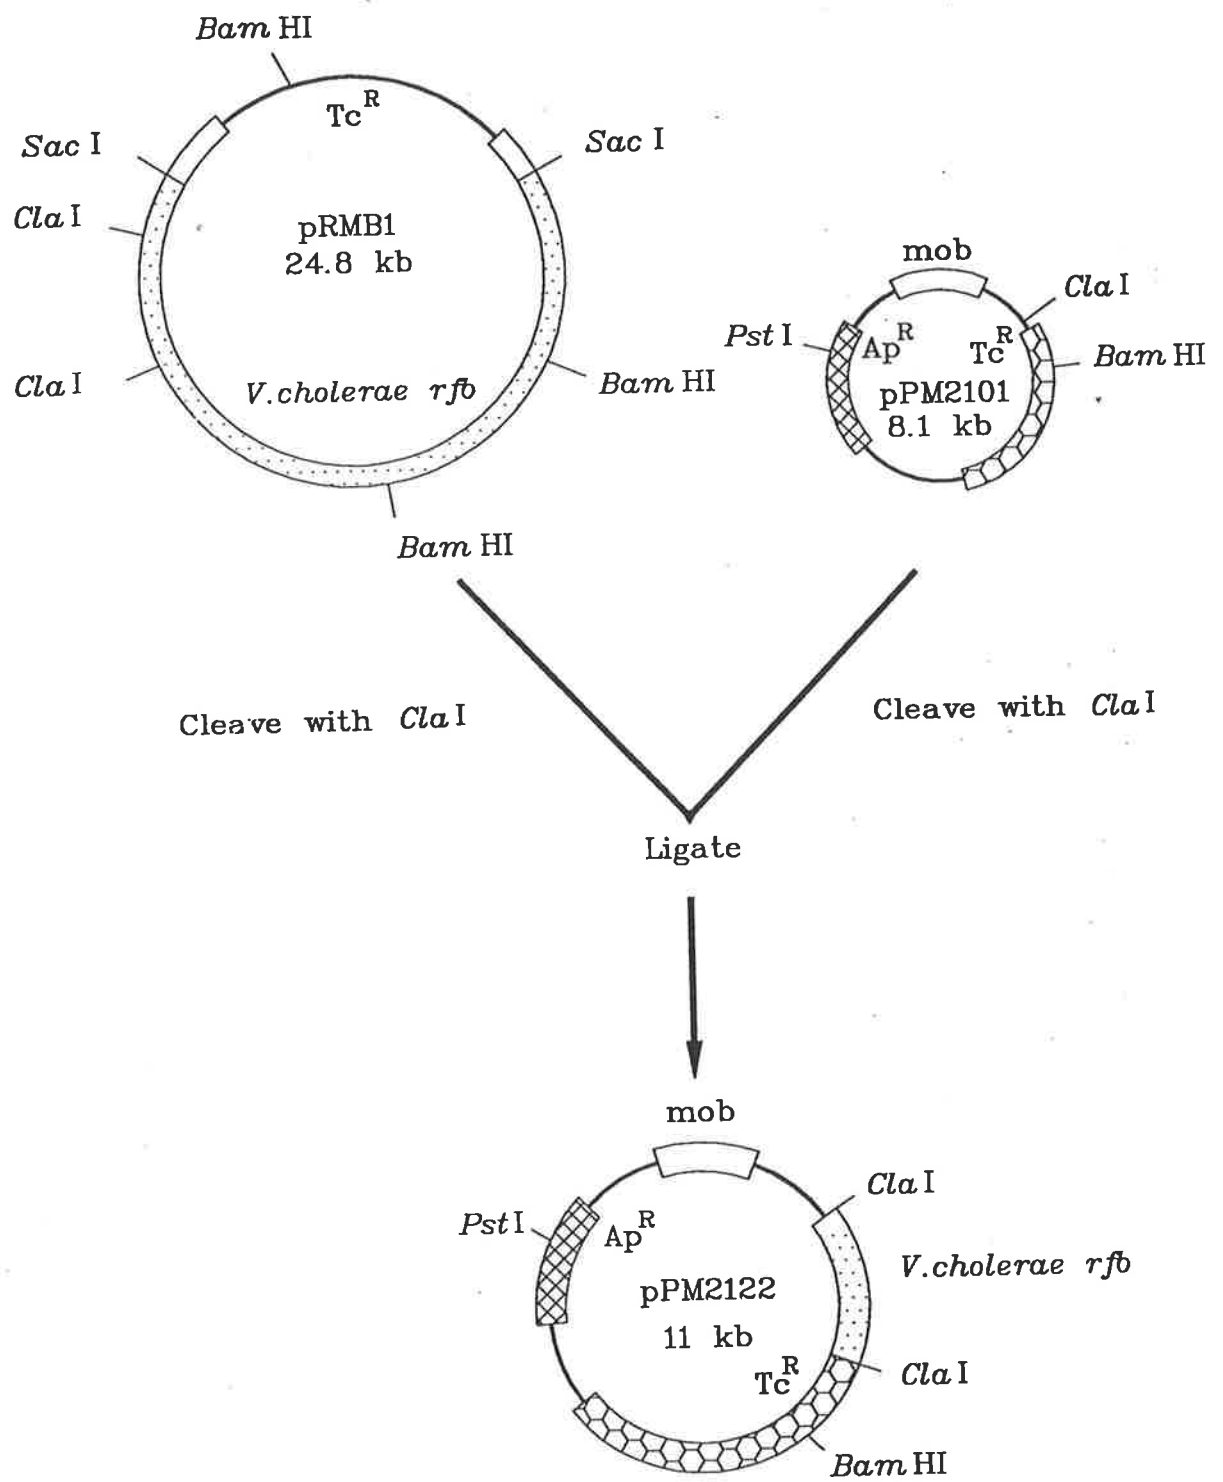 Bam HI
Tc^R
Sac I
Sac I
Cla I
pRMB1
24.8 kb
mob
Cla I
Pst I
Ap^R
Tc^R
Bam HI
Cla I
V.cholerae rfb
Bam HI
pPM2101
8.1 kb
Bam HI
Cleave with Cla I
Cleave with Cla I
Ligate
mob
Cla I
Pst I
Ap^R
V.cholerae rfb
pPM2122
11 kb
Tc^R
Cla I
Bam HI